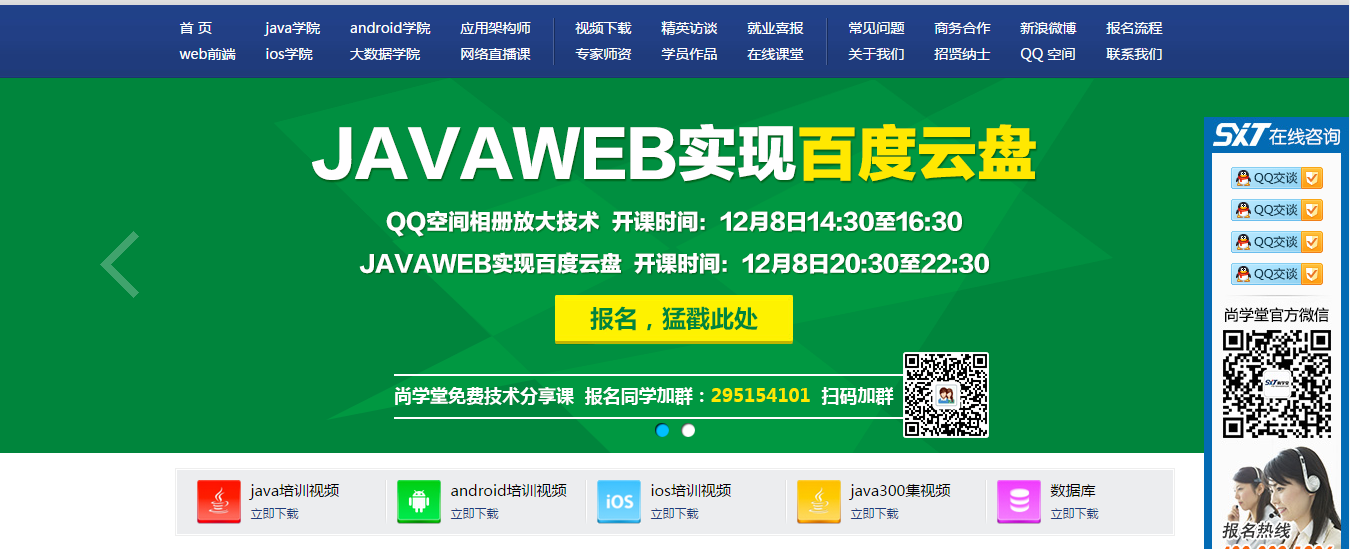 首 页 java学院 android学院 应用架构师 视频下载 精英访谈 就业喜报 常见问题 商务合作 新浪微博 报名流程
web前端 ios学院 大数据学院 网络直播课 专家师资 学员作品 在线课堂 关于我们 招贤纳士 QQ 空间 联系我们
JAVAWEB实现百度云盘
QQ空间相册放大技术 开课时间：12月8日14:30至16:30
JAVAWEB实现百度云盘 开课时间：12月8日20:30至22:30
报名，猛戳此处
尚学堂免费技术分享课 报名同学加群：295154101 扫码加群
SXT在线咨询
QQ交谈
QQ交谈
QQ交谈
QQ交谈
尚学堂官方微信
SXT
报名热线
java培训视频
立即下载
android培训视频
立即下载
iOS
ios培训视频
立即下载
java300集视频
立即下载
数据库
立即下载